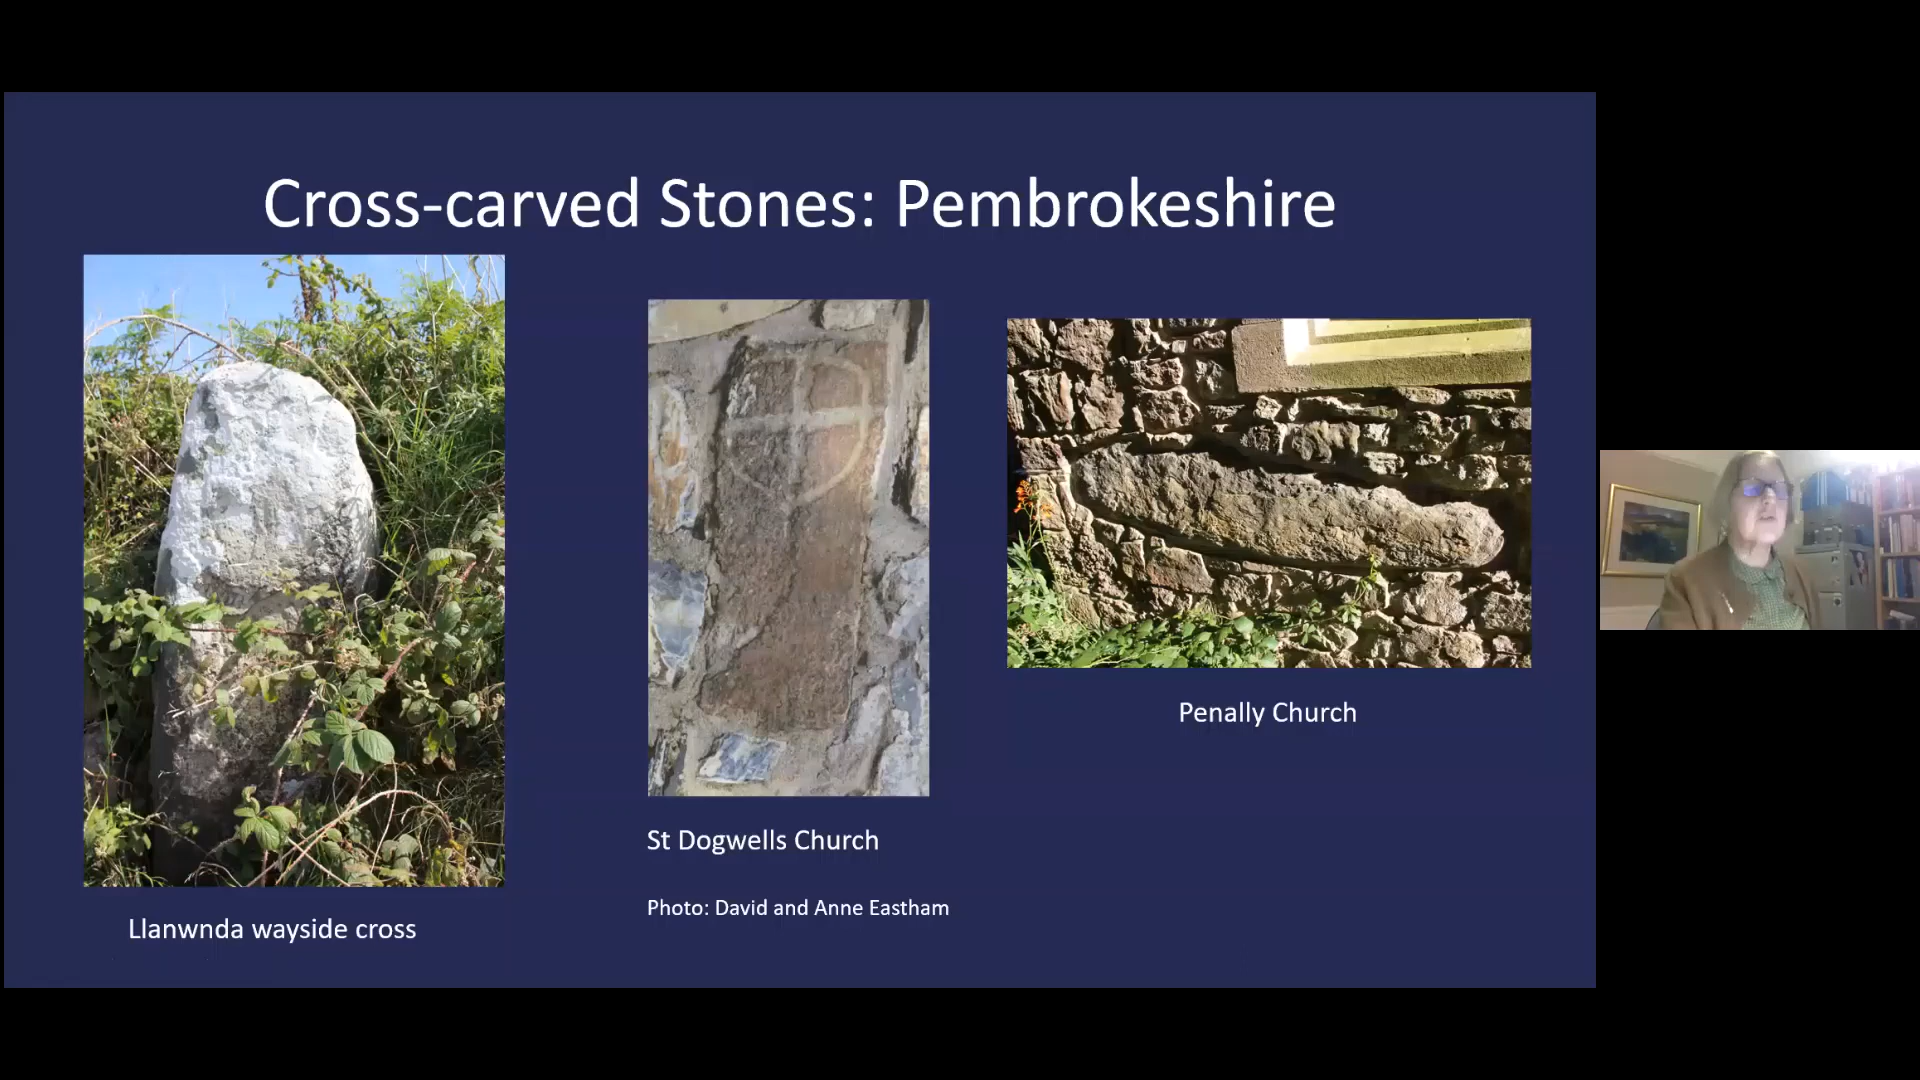 Cross-carved Stones: Pembrokeshire
Penally Church
St Dogwells Church
Photo: David and Anne Eastham
Llanwnda wayside cross